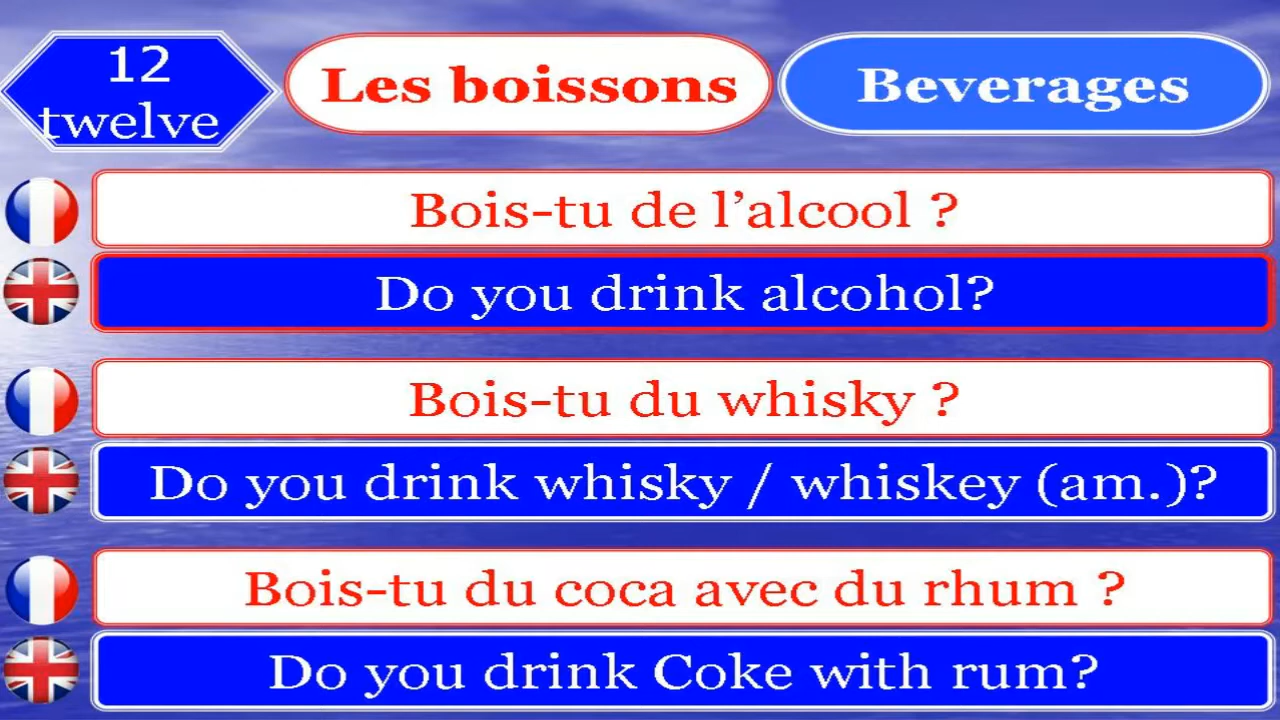 12
twelve
Les boissons
Beverages
Bois-tu de l’alcool ?
Do you drink alcohol?
Bois-tu du whisky ?
Do you drink whisky / whiskey (am.)?
Bois-tu du coca avec du rhum ?
Do you drink Coke with rum?